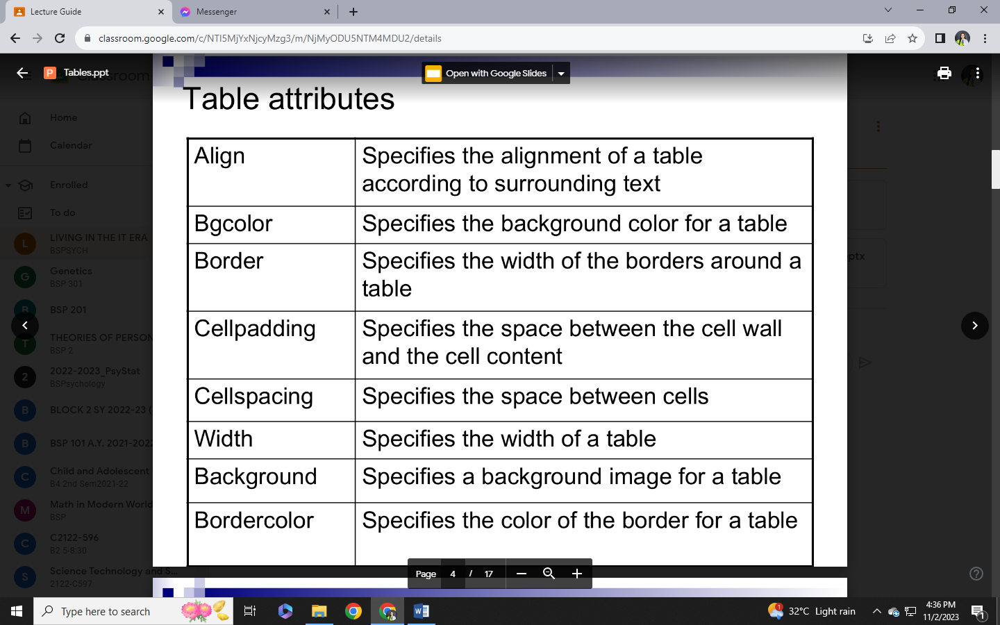 Lecture Guide
Messenger
classroom.google.com/c/NTI5MjYxNjcyMzg3/m/NjMyODU5NTM4MDU2/details
Tables.ppt
Classroom
Open with Google Slides
Home
Calendar
Enrolled
To do
L
LIVING IN THE IT ERA
BSPSYCH
G
Genetics
BSP 301
B
BSP 201
T
THEORIES OF PERSON
BSP 2
2
2022-2023_PsyStat
BSPsychology
B
BLOCK 2 SY 2022-23 (
B
BSP 101 A.Y. 2021-2022
C
Child and Adolescent
B4 2nd Sem2021-22
M
Math in Modern World
BSP
C
C2122-596
B2 5-8:30
S
Science Technology and S...
2122-C597
Table attributes
Align
Specifies the alignment of a table
according to surrounding text
Bgcolor
Specifies the background color for a table
Border
Specifies the width of the borders around a
table
Cellpadding
Specifies the space between the cell wall
and the cell content
Cellspacing
Specifies the space between cells
Width
Specifies the width of a table
Background
Specifies a background image for a table
Bordercolor
Specifies the color of the border for a table
ptx
Page 4 / 17
Type here to search
1
32°C Light rain
4:36 PM
11/2/2023
1